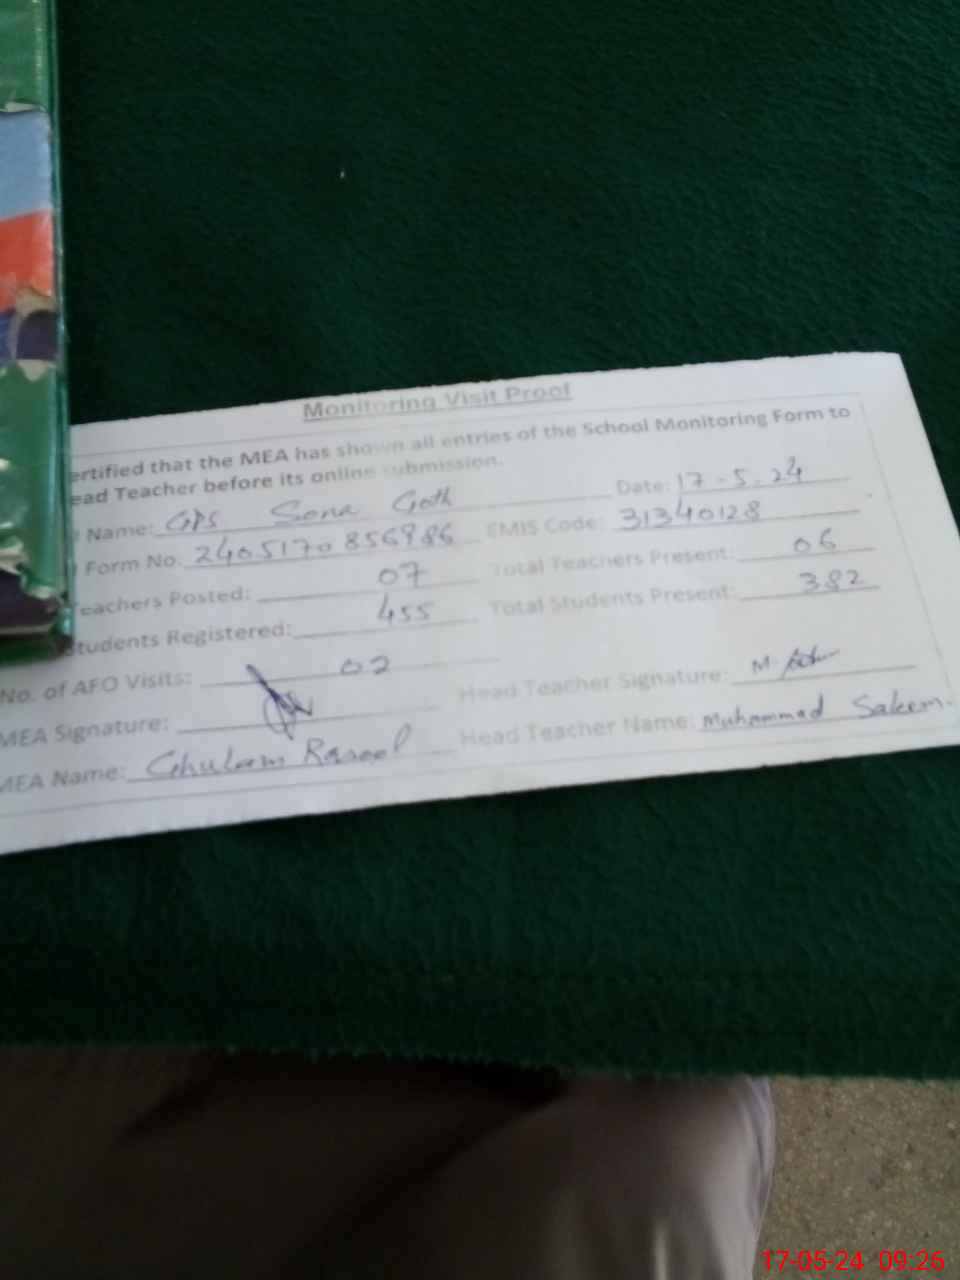 Monitoring Visit Proof
ertified that the MEA has shown all entries of the School Monitoring Form to
ead Teacher before its online submission.
Name: GPS Sona Goth Date: 17-5-24
Form No. 2405170856986 EMIS Code: 31340128
Teachers Posted: 07 Total Teachers Present: 06
Students Registered: 455 Total Students Present: 382
No. of AFO Visits: 02
MEA Signature: Head Teacher Signature: M.
MEA Name: Ghulam Rasool Head Teacher Name: Muhammad Saleem.
17-05-24 09:26